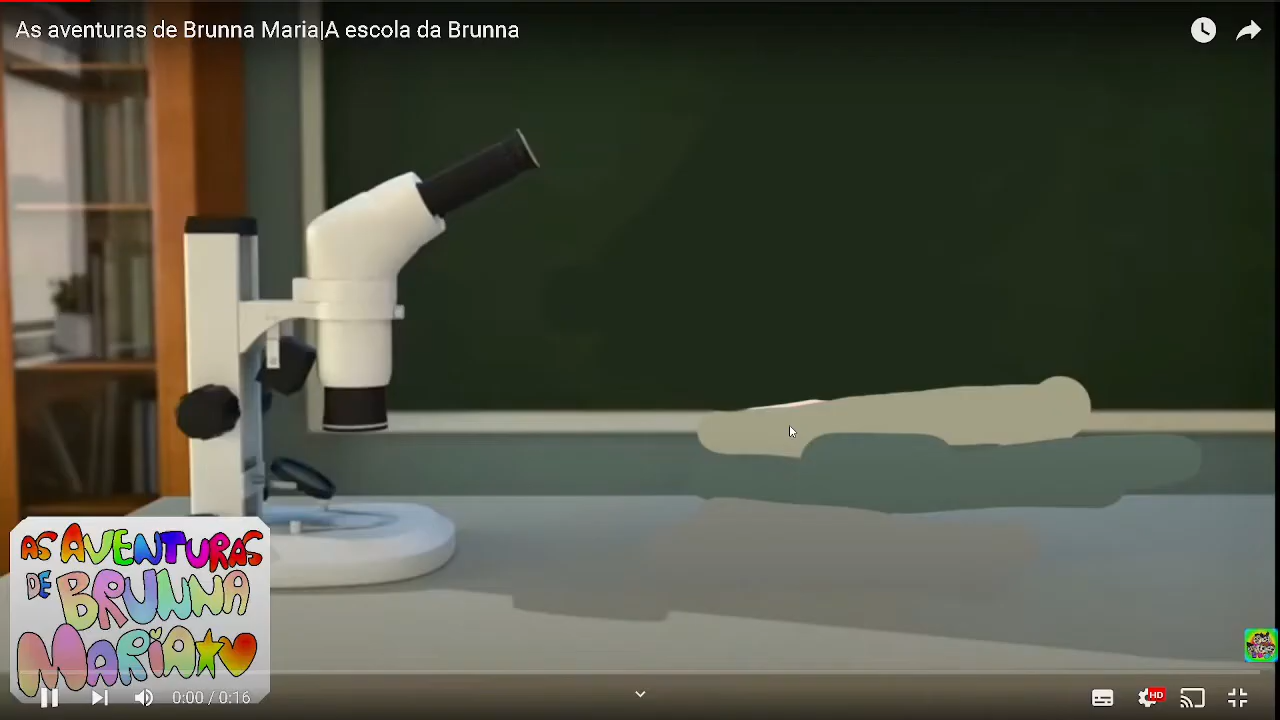 As aventuras de Brunna Maria|A escola da Brunna
AS AVENTURAS
DE BRUNNA
MARIA
0:00 / 0:16
HD